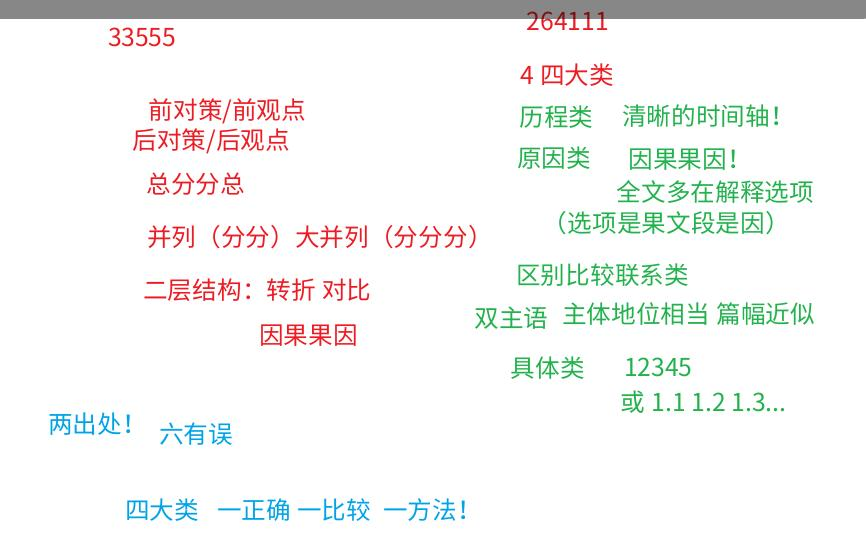 33555
前对策/前观点
后对策/后观点
总分分总
并列（分分）大并列（分分分）
二层结构：转折 对比
因果果因
264111
4 四大类
历程类 清晰的时间轴！
原因类 因果果因！
全文多在解释选项
（选项是果文段是因）
区别比较联系类
双主语 主体地位相当 篇幅近似
具体类 12345
或 1.1 1.2 1.3...
两出处！ 六有误
四大类 一正确 一比较 一方法！